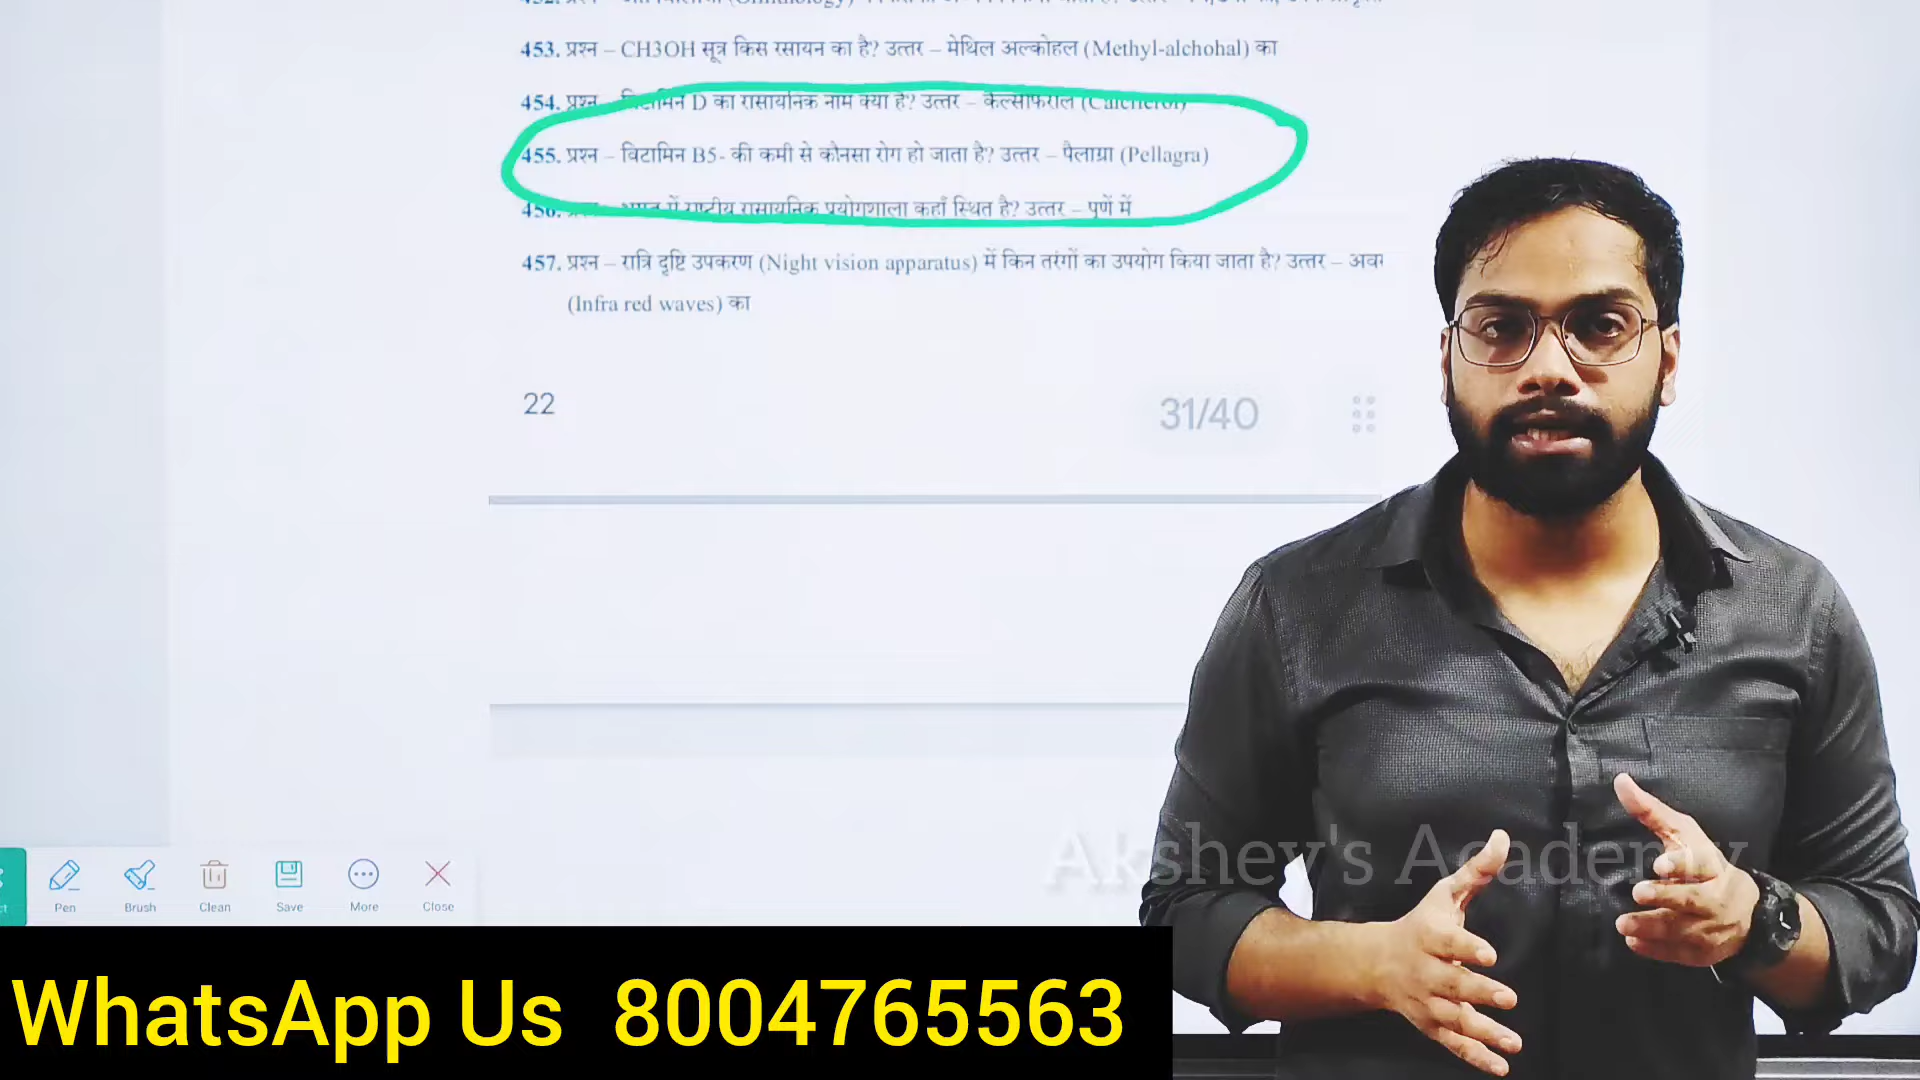 453. प्रश्न – CH3OH सूत्र किस रसायन का है? उत्तर – मेथिल अल्कोहल (Methyl-alchohal) का
454. प्रश्न – विटामिन D का रासायनिक नाम क्या है? उत्तर – कैल्सीफेरॉल
455. प्रश्न – विटामिन B5- की कमी से कौनसा रोग हो जाता है? उत्तर – पैलाग्रा (Pellagra)
456. प्रश्न – भारत में राष्ट्रीय रासायनिक प्रयोगशाला कहाँ स्थित है? उत्तर – पुणें में
457. प्रश्न – रात्रि दृष्टि उपकरण (Night vision apparatus) में किन तरंगों का उपयोग किया जाता है? उत्तर –
(Infra red waves) का
22
31/40
Akshey's Academy
Pen Brush Clean Save More Close
WhatsApp Us 8004765563